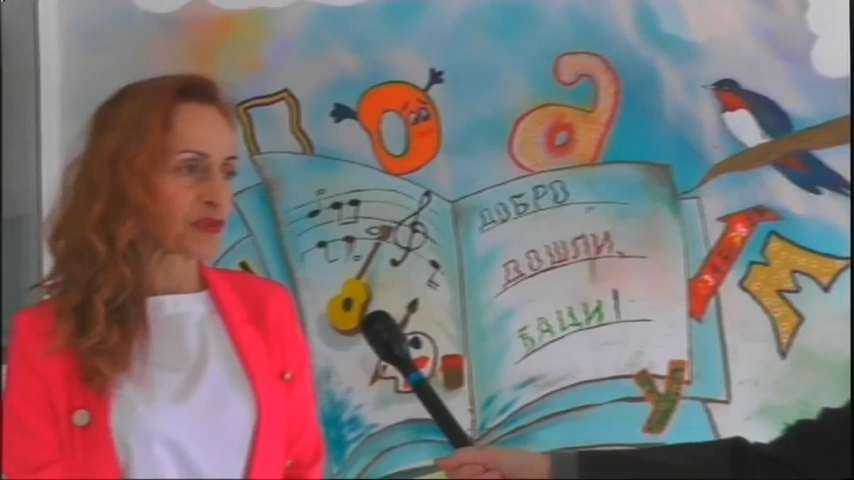 П О д
ДОБРО
ДОШЛИ,
ЂАЦИ!
Т М
У